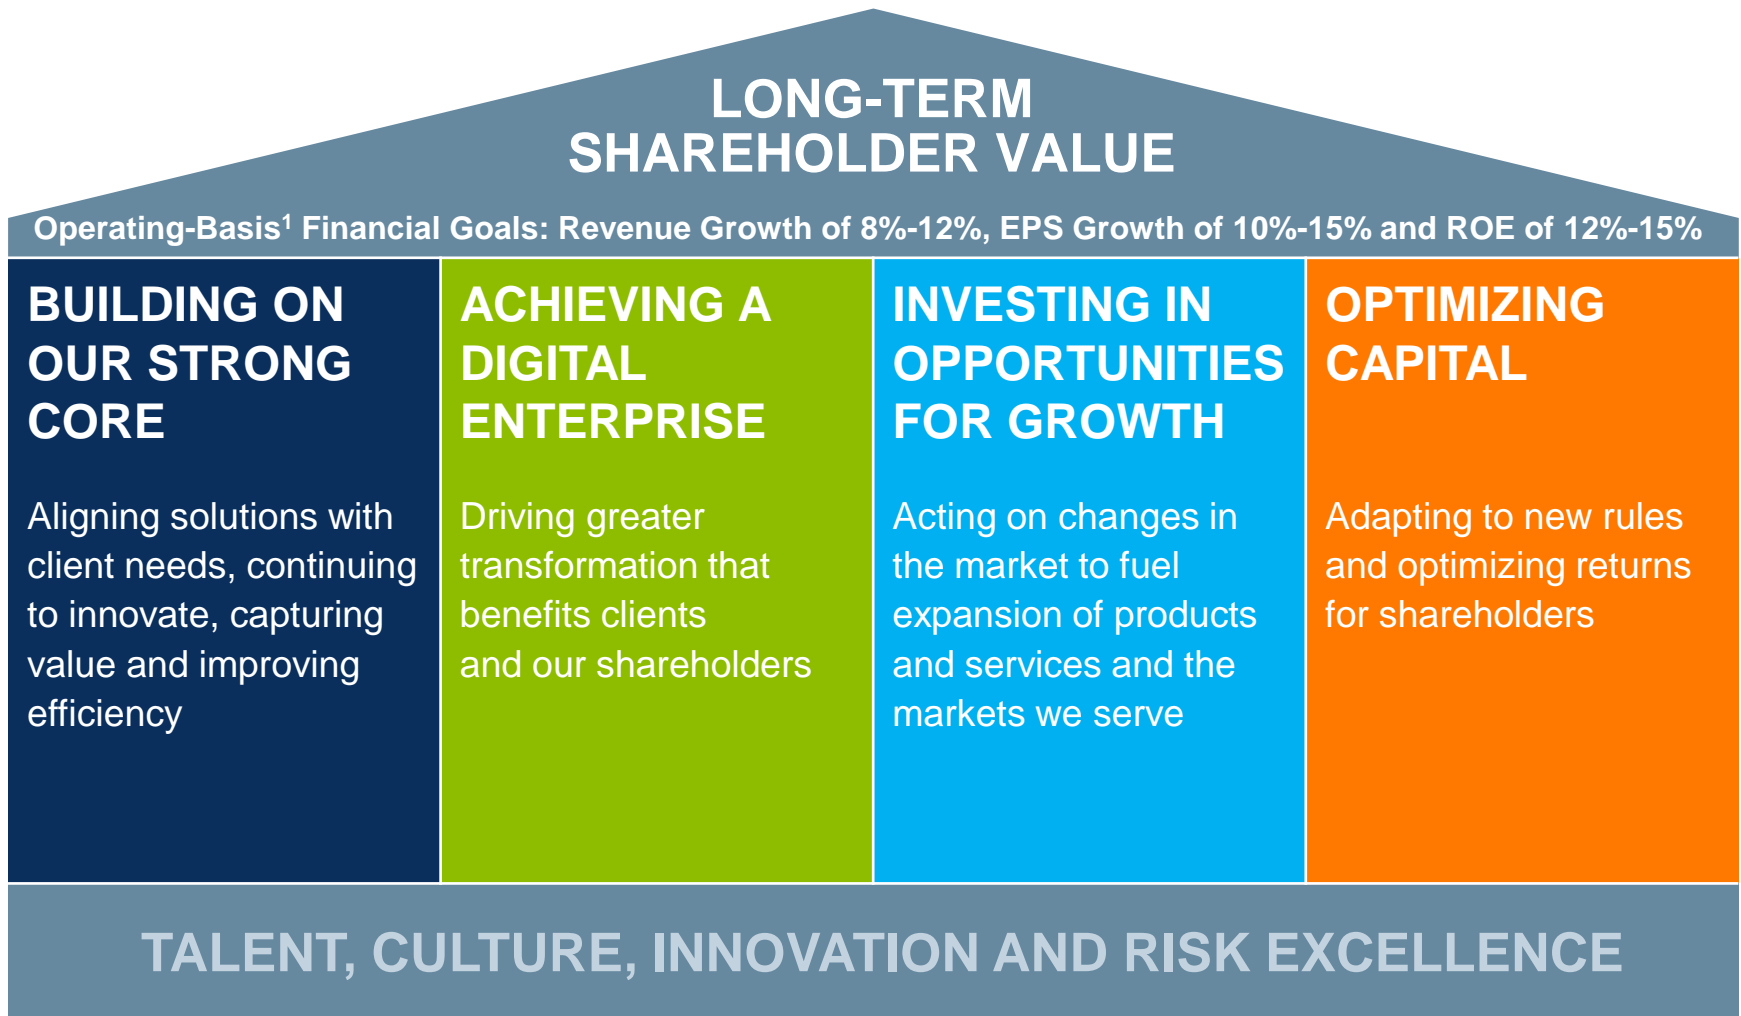 LONG-TERM
SHAREHOLDER VALUE
Operating-Basis¹ Financial Goals: Revenue Growth of 8%-12%, EPS Growth of 10%-15% and ROE of 12%-15%
BUILDING ON
OUR STRONG
CORE
Aligning solutions with
client needs, continuing
to innovate, capturing
value and improving
efficiency
ACHIEVING A
DIGITAL
ENTERPRISE
Driving greater
transformation that
benefits clients
and our shareholders
INVESTING IN
OPPORTUNITIES
FOR GROWTH
Acting on changes in
the market to fuel
expansion of products
and services and the
markets we serve
OPTIMIZING
CAPITAL
Adapting to new rules
and optimizing returns
for shareholders
TALENT, CULTURE, INNOVATION AND RISK EXCELLENCE